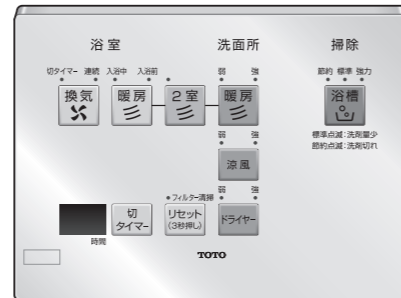 浴室 洗面所 掃除
切タイマー 連続 入浴中 入浴前 弱 強 節約 標準 強力
換気 暖房 2室 暖房 浴槽
標準点滅:洗剤量少
節約点滅:洗剤切れ
弱 強
涼風
フィルター清掃 弱 強
切タイマー リセット(3秒押し) ドライヤー
時間
TOTO